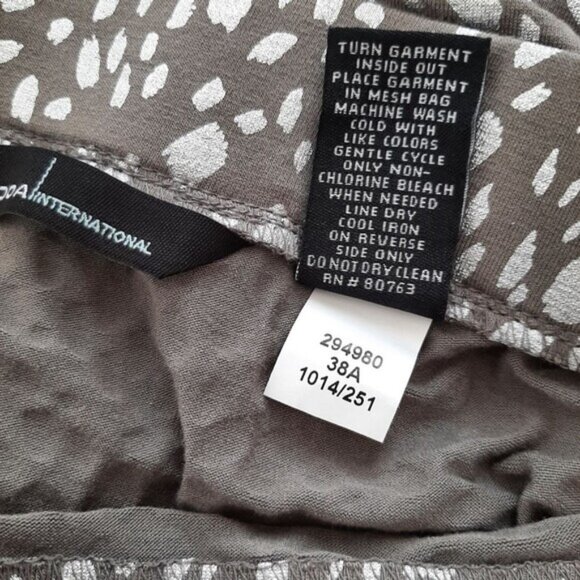 TURN GARMENT
INSIDE OUT
PLACE GARMENT
IN MESH BAG
MACHINE WASH
COLD WITH
LIKE COLORS
GENTLE CYCLE
ONLY NON-
CHLORINE BLEACH
WHEN NEEDED
LINE DRY
COOL IRON
ON REVERSE
SIDE ONLY
DO NOT DRY CLEAN
RN # 80763
294980
38A
1014/251
ODA INTERNATIONAL